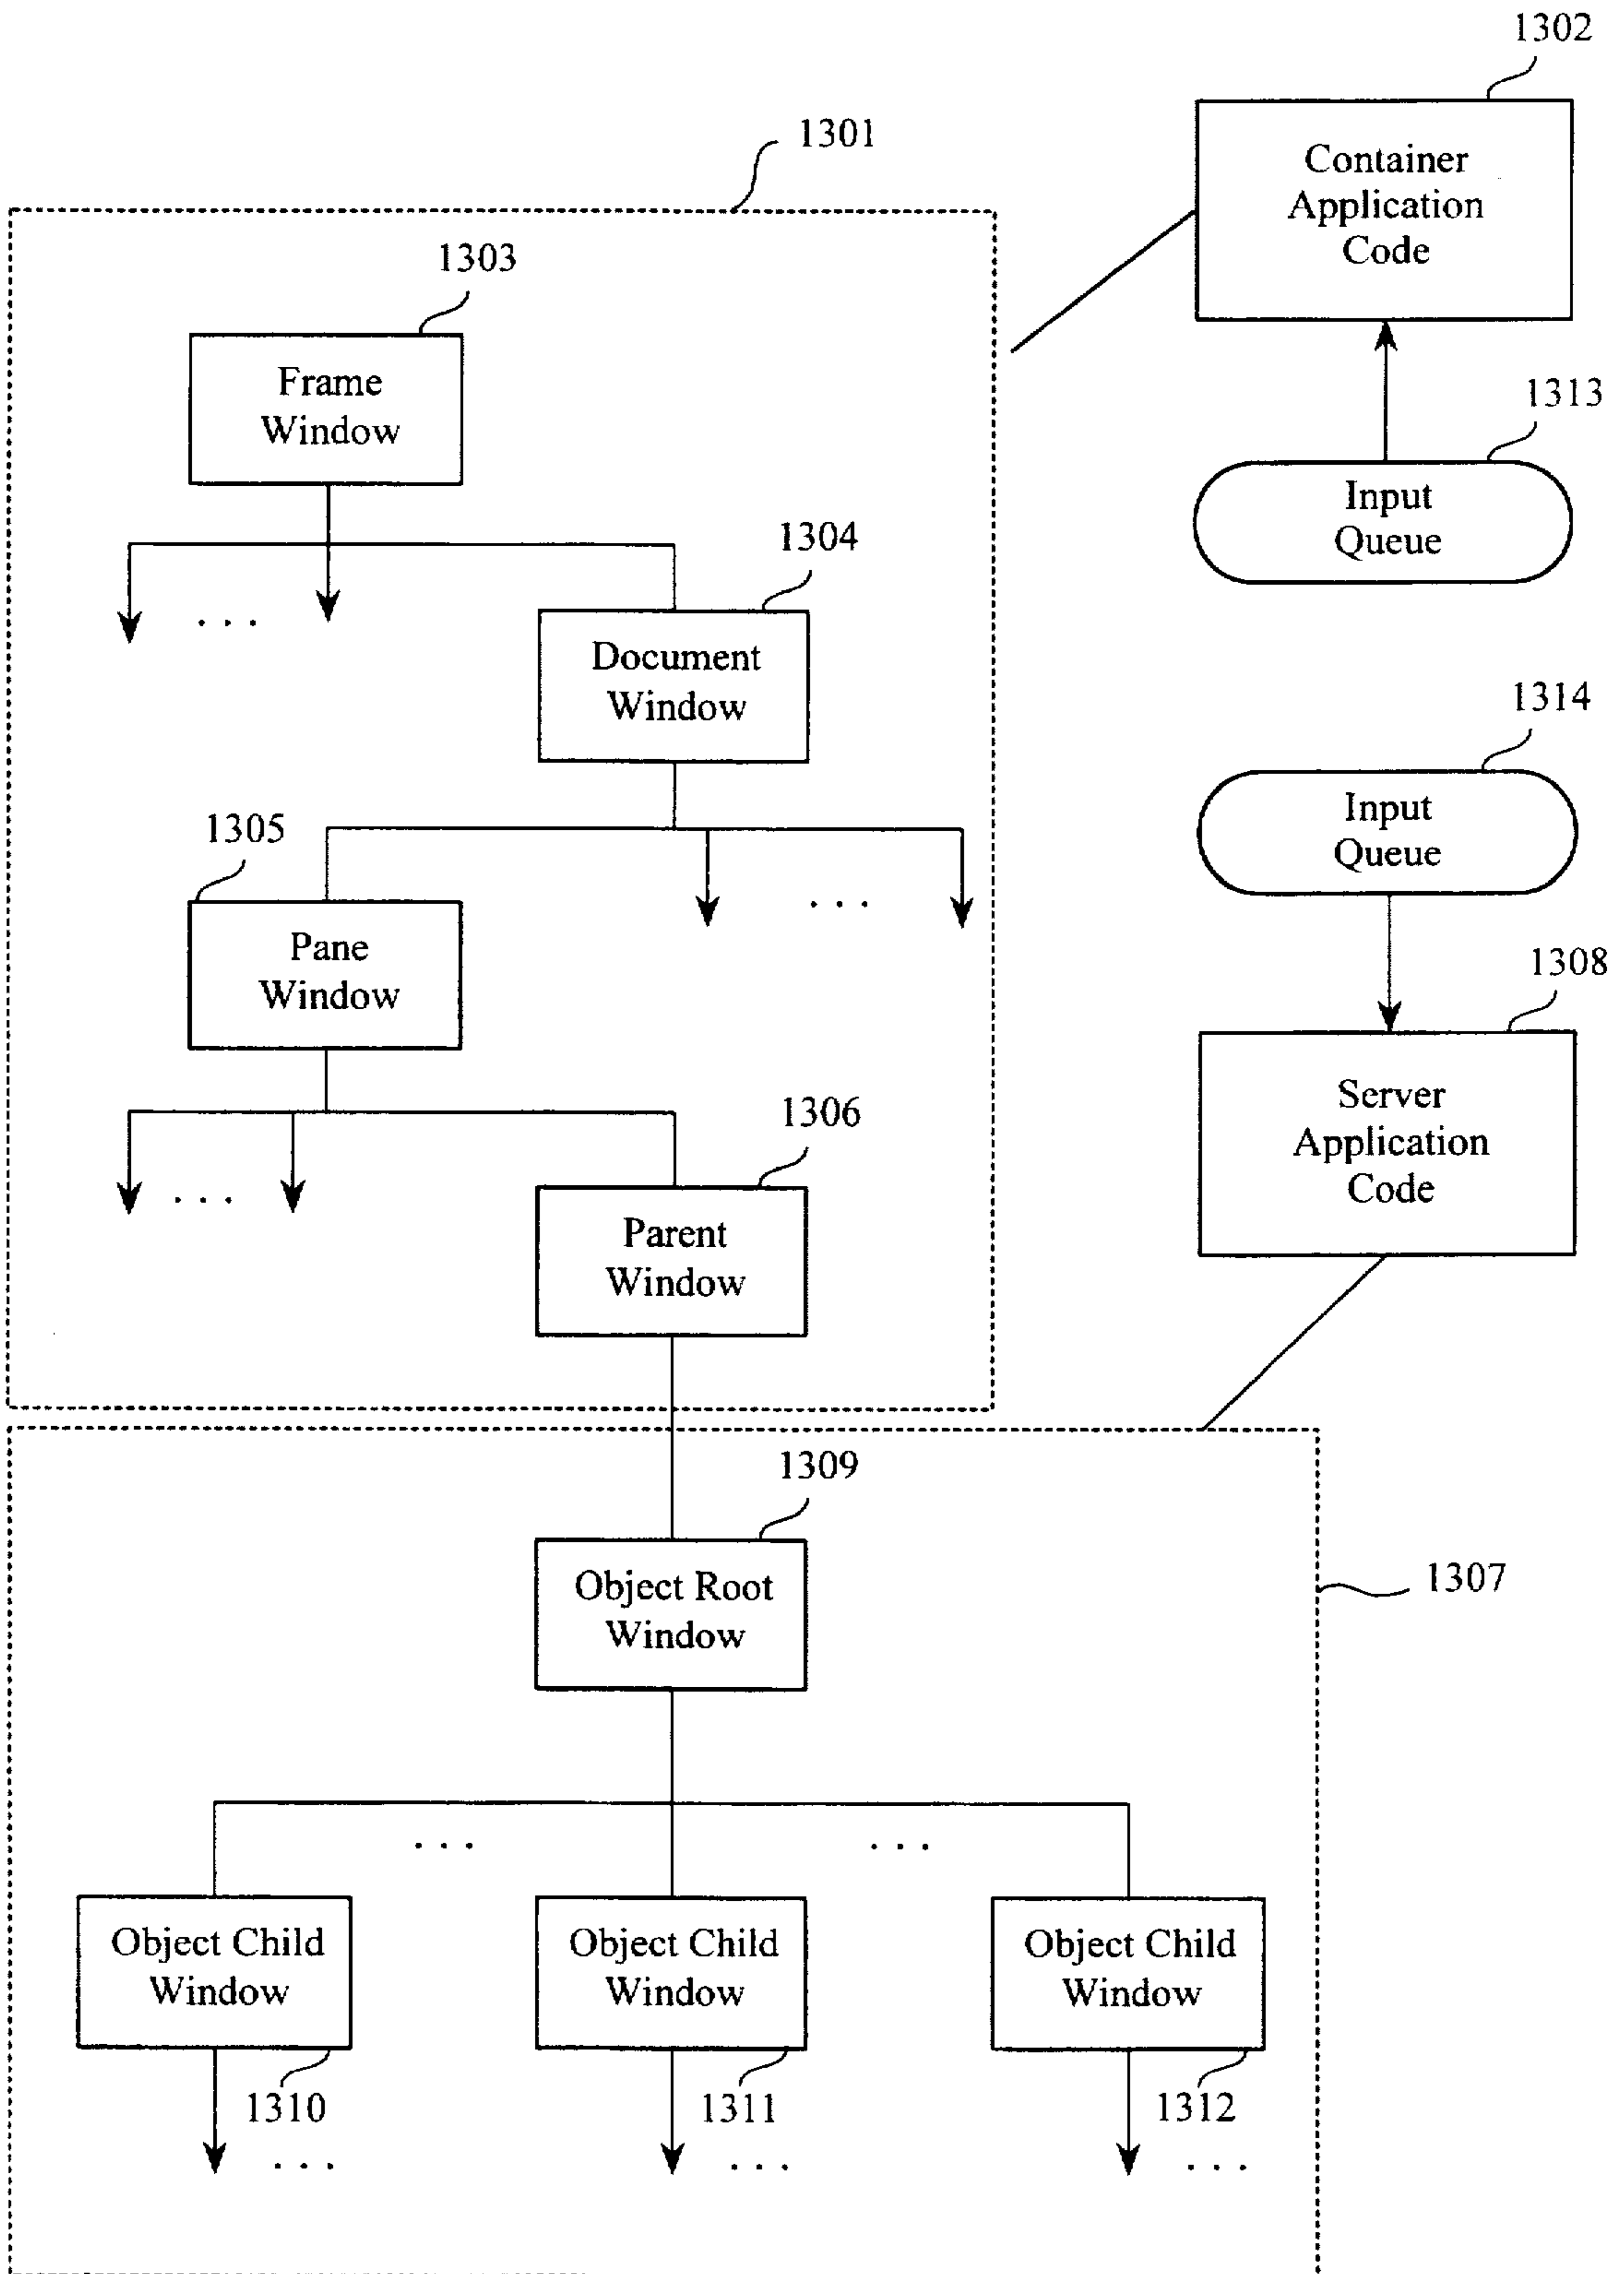 1302
Container
Application
Code
1301
1303
Frame
Window
1313
Input
Queue
1304
Document
Window
1314
Input
Queue
1305
Pane
Window
1308
Server
Application
Code
1306
Parent
Window
1309
Object Root
Window
1307
. . .
. . .
. . .
. . .
. . .
Object Child
Window
Object Child
Window
Object Child
Window
1310
1311
1312
. . .
. . .
. . .